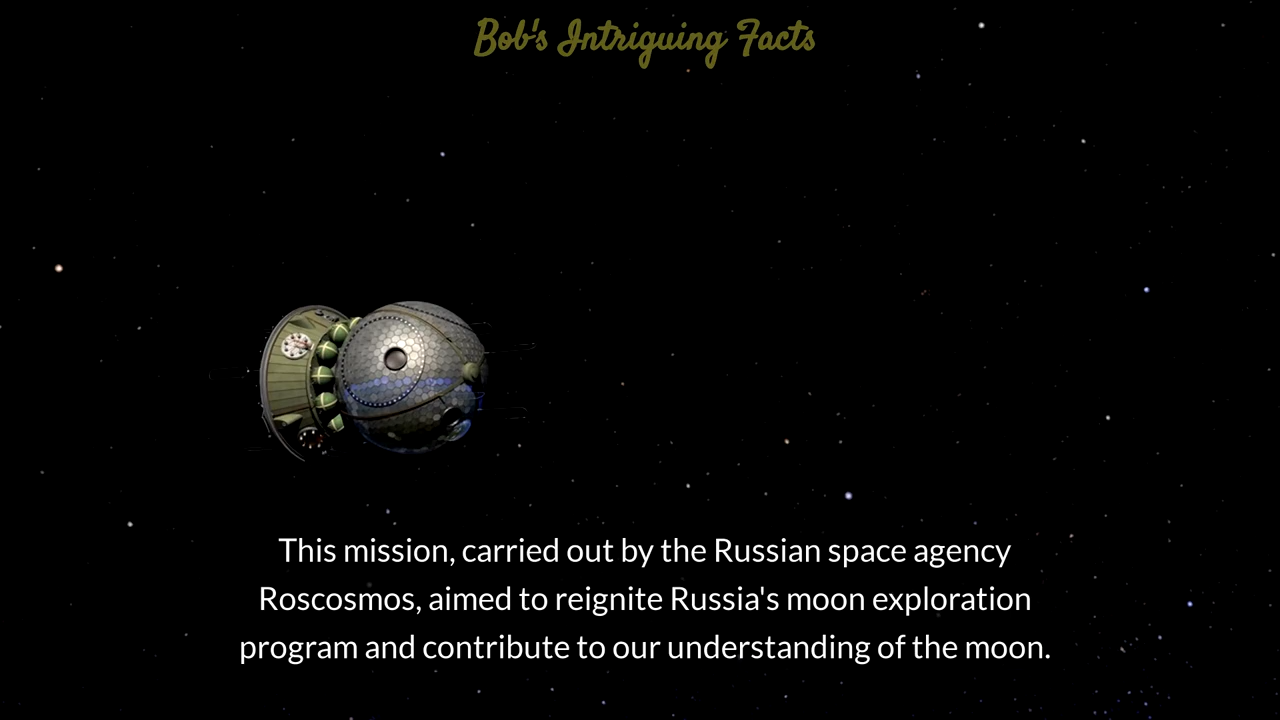 Bob's Intriguing Facts
This mission, carried out by the Russian space agency
Roscosmos, aimed to reignite Russia's moon exploration
program and contribute to our understanding of the moon.